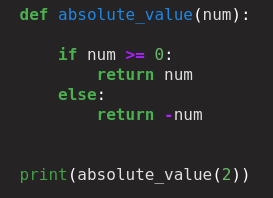 def absolute_value(num):
    if num >= 0:
        return num
    else:
        return -num
print(absolute_value(2))